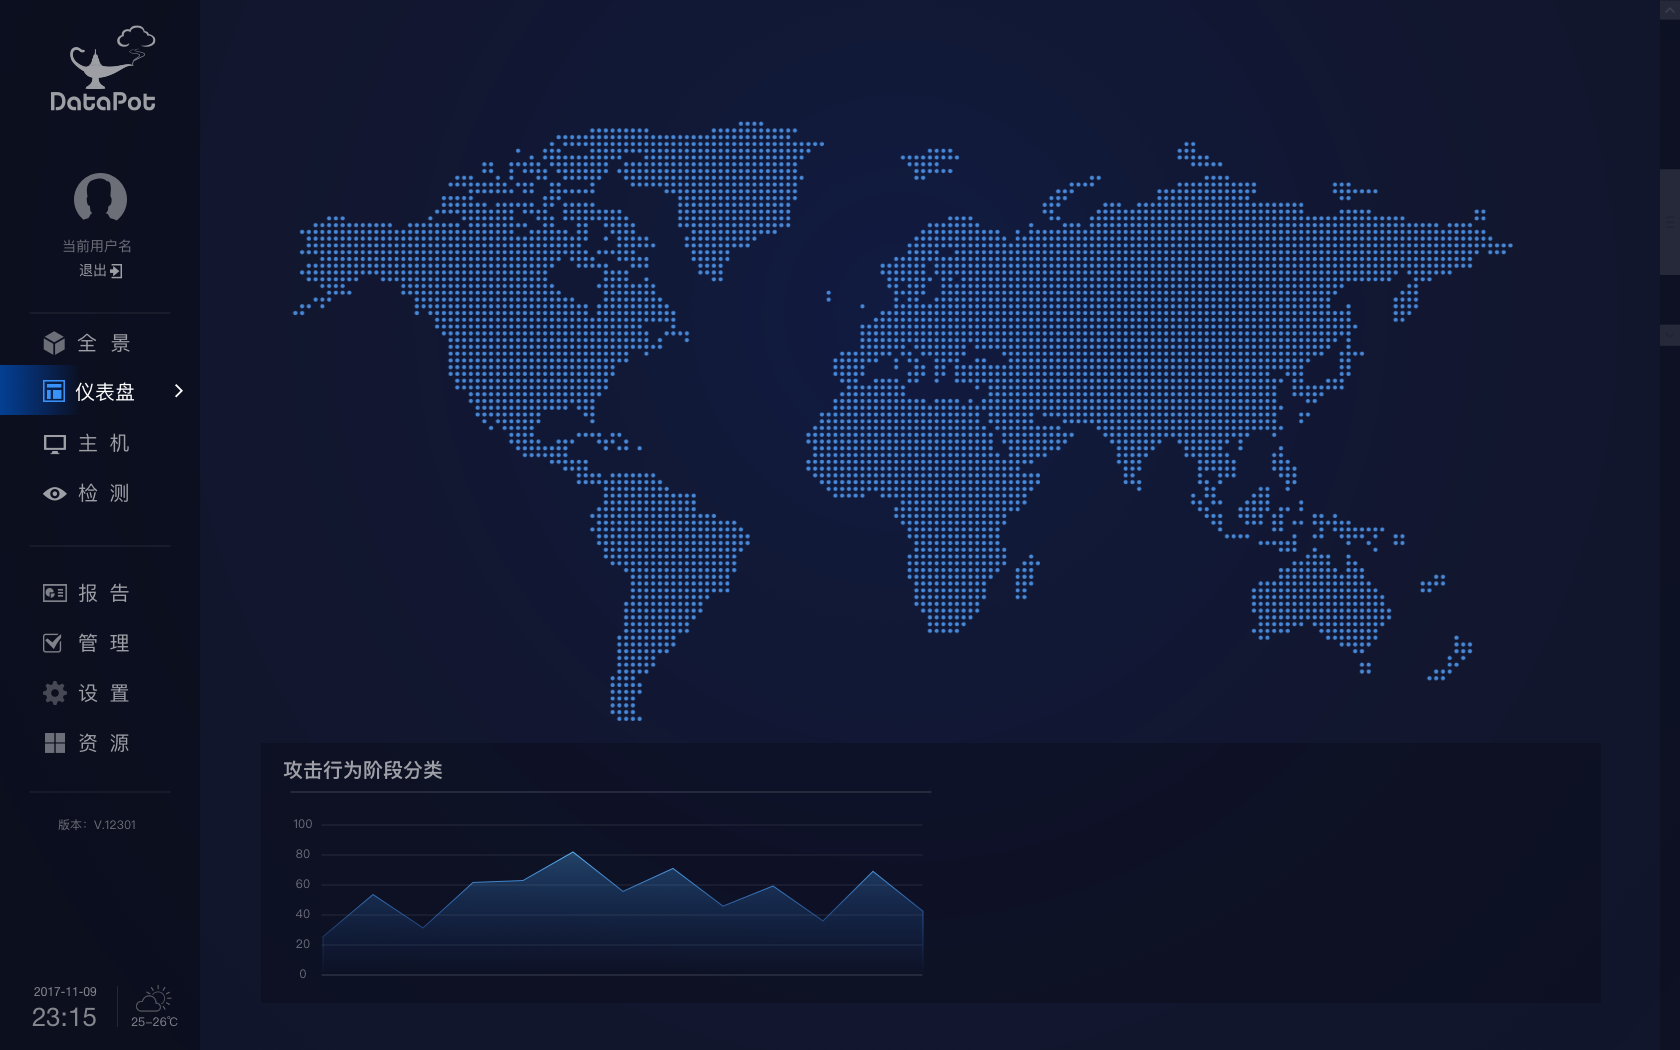 DataPot
当前用户名
退出
全 景
仪表盘
主 机
检 测
报 告
管 理
设 置
资 源
版本：V.12301
2017-11-09
23:15
25-26℃
攻击行为阶段分类
100
80
60
40
20
0